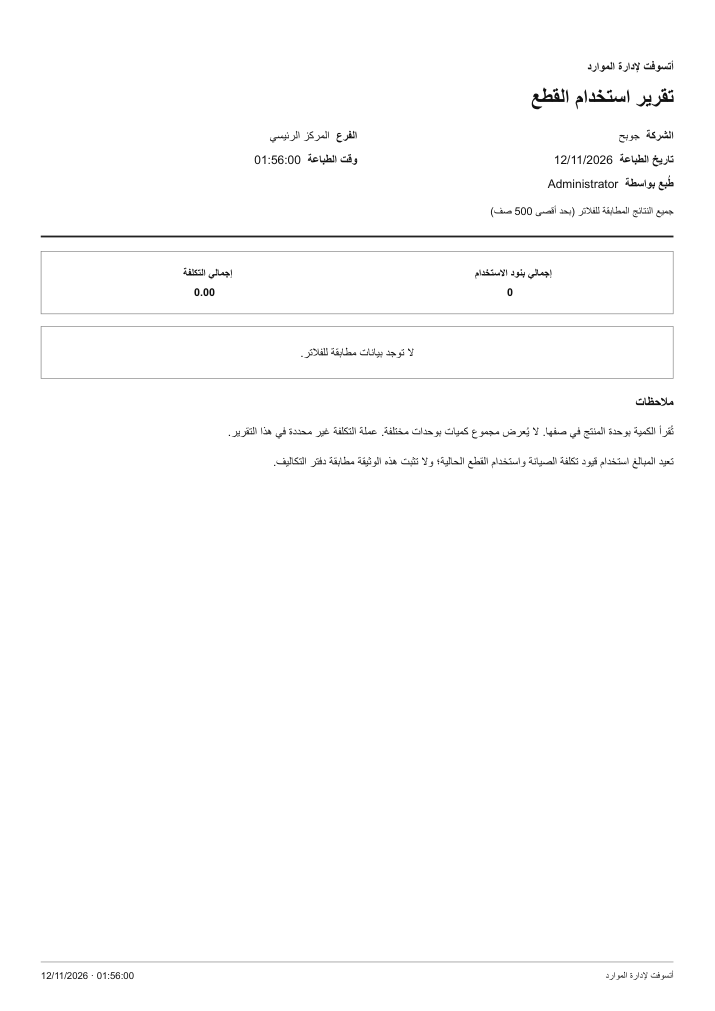 أتسوفت لإدارة الموارد
تقرير استخدام القطع
الشركة جوبح
الفرع المركز الرئيسي
تاريخ الطباعة 12/11/2026
وقت الطباعة 01:56:00
طُبع بواسطة Administrator
جميع النتائج المطابقة للفلاتر (بحد أقصى 500 صف)
إجمالي بنود الاستخدام
0
إجمالي التكلفة
0.00
لا توجد بيانات مطابقة للفلاتر.
ملاحظات
تُقرأ الكمية بوحدة المنتج في صفها. لا يُعرض مجموع كميات بوحدات مختلفة. عملة التكلفة غير محددة في هذا التقرير.
تعيد المبالغ استخدام قيود تكلفة الصيانة واستخدام القطع الحالية؛ ولا تثبت هذه الوثيقة مطابقة دفتر التكاليف.
أتسوفت لإدارة الموارد
12/11/2026 · 01:56:00